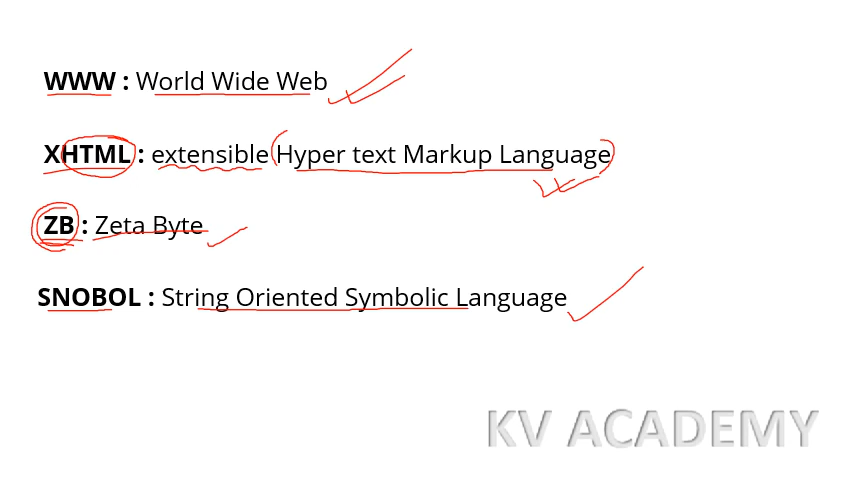 WWW : World Wide Web
XHTML : extensible Hyper text Markup Language
ZB : Zeta Byte
SNOBOL : String Oriented Symbolic Language
KV ACADEMY